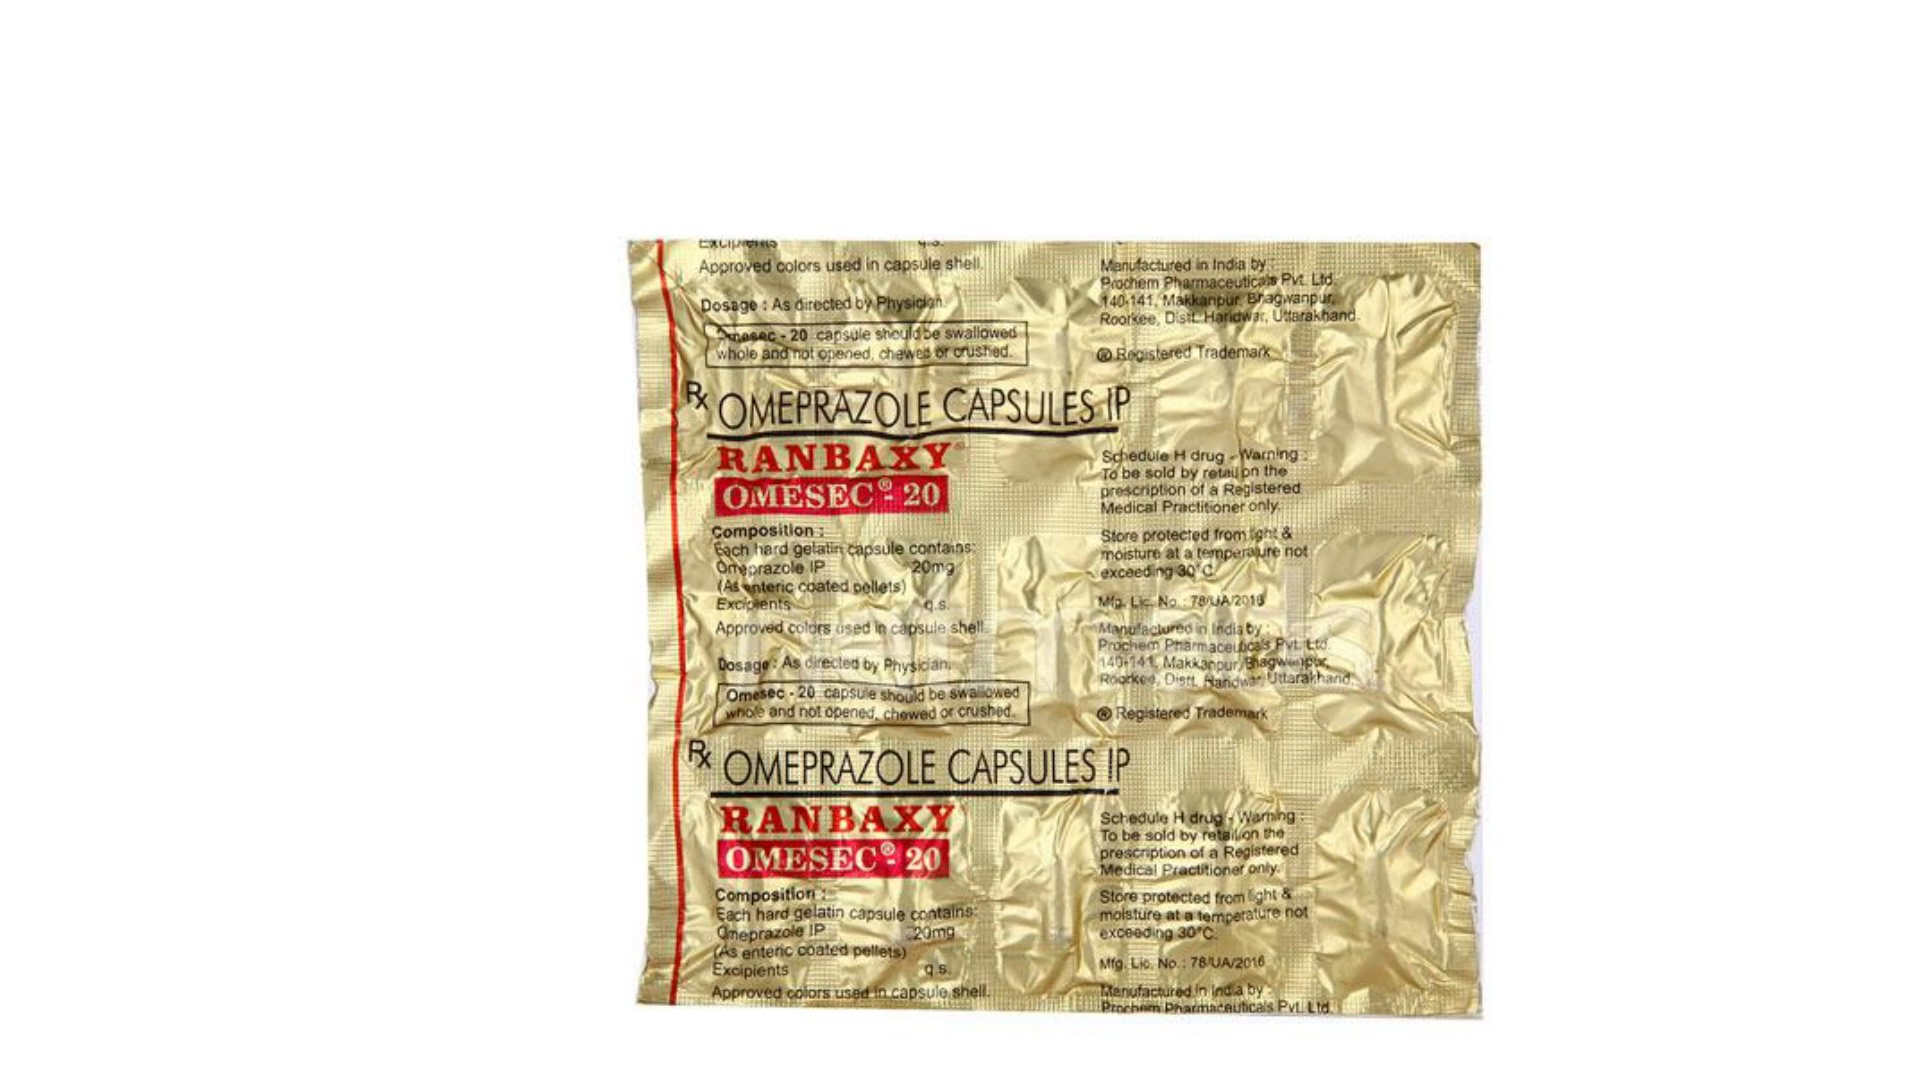 Excipients q.s.
Approved colors used in capsule shell.
Dosage : As directed by Physician.
Omesec - 20 capsule should be swallowed
whole and not opened, chewed or crushed.
Manufactured in India by :
Prochem Pharmaceuticals Pvt. Ltd.
140-141, Makkanpur, Bhagwanpur,
Roorkee, Distt. Haridwar, Uttarakhand.
® Registered Trademark
Rx OMEPRAZOLE CAPSULES IP
RANBAXY®
OMESEC®- 20
Composition :
Each hard gelatin capsule contains:
Omeprazole IP 20mg
(As enteric coated pellets)
Excipients q.s.
Approved colors used in capsule shell.
Dosage : As directed by Physician.
Omesec - 20 capsule should be swallowed
whole and not opened, chewed or crushed.
Schedule H drug - Warning :
To be sold by retail on the
prescription of a Registered
Medical Practitioner only.
Store protected from light &
moisture at a temperature not
exceeding 30°C.
Mfg. Lic. No. : 78/UA/2016
Manufactured in India by :
Prochem Pharmaceuticals Pvt. Ltd.
140-141, Makkanpur, Bhagwanpur,
Roorkee, Distt. Haridwar, Uttarakhand.
® Registered Trademark
Rx OMEPRAZOLE CAPSULES IP
RANBAXY
OMESEC®- 20
Composition :
Each hard gelatin capsule contains:
Omeprazole IP 20mg
(As enteric coated pellets)
Excipients q.s.
Approved colors used in capsule shell.
Schedule H drug - Warning :
To be sold by retail on the
prescription of a Registered
Medical Practitioner only.
Store protected from light &
moisture at a temperature not
exceeding 30°C.
Mfg. Lic. No. : 78/UA/2016
Manufactured in India by :
Prochem Pharmaceuticals Pvt. Ltd.